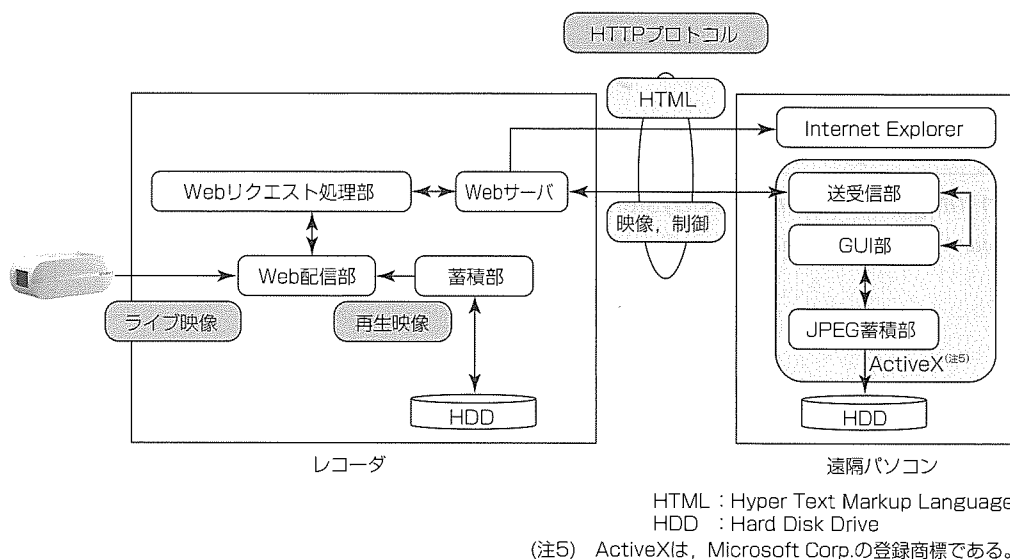 HTTPプロトコル
HTML
Internet Explorer
Webリクエスト処理部
Webサーバ
送受信部
映像，制御
GUI部
Web配信部
蓄積部
ライブ映像
再生映像
JPEG蓄積部
ActiveX(注5)
HDD
HDD
レコーダ
遠隔パソコン
HTML : Hyper Text Markup Language
HDD : Hard Disk Drive
(注5) ActiveXは，Microsoft Corp.の登録商標である。